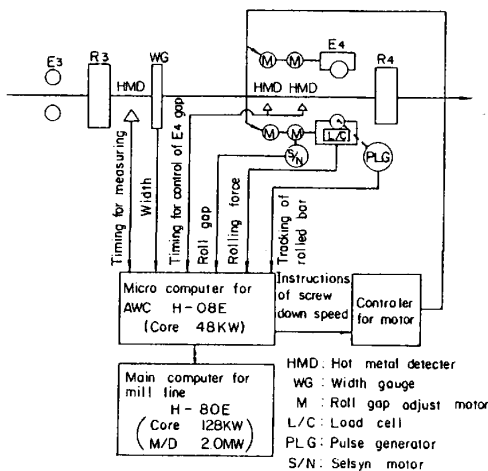 E3
R3
WG
HMD
M
M
E4
R4
HMD
HMD
M
M
L/C
S/N
PLG
Timing for measuring
Width
Timing for control of E4 gap
Roll gap
Rolling force
Tracking of
rolled bar
Micro computer for
AWC H-08E
(Core 48KW)
Instructions
of screw
down speed
Controller
for motor
Main computer for
mill line
H-80E
(Core 128KW
M/D 2.0MW)
HMD: Hot metal detecter
WG: Width gauge
M: Roll gap adjust motor
L/C: Load cell
PLG: Pulse generator
S/N: Selsyn motor